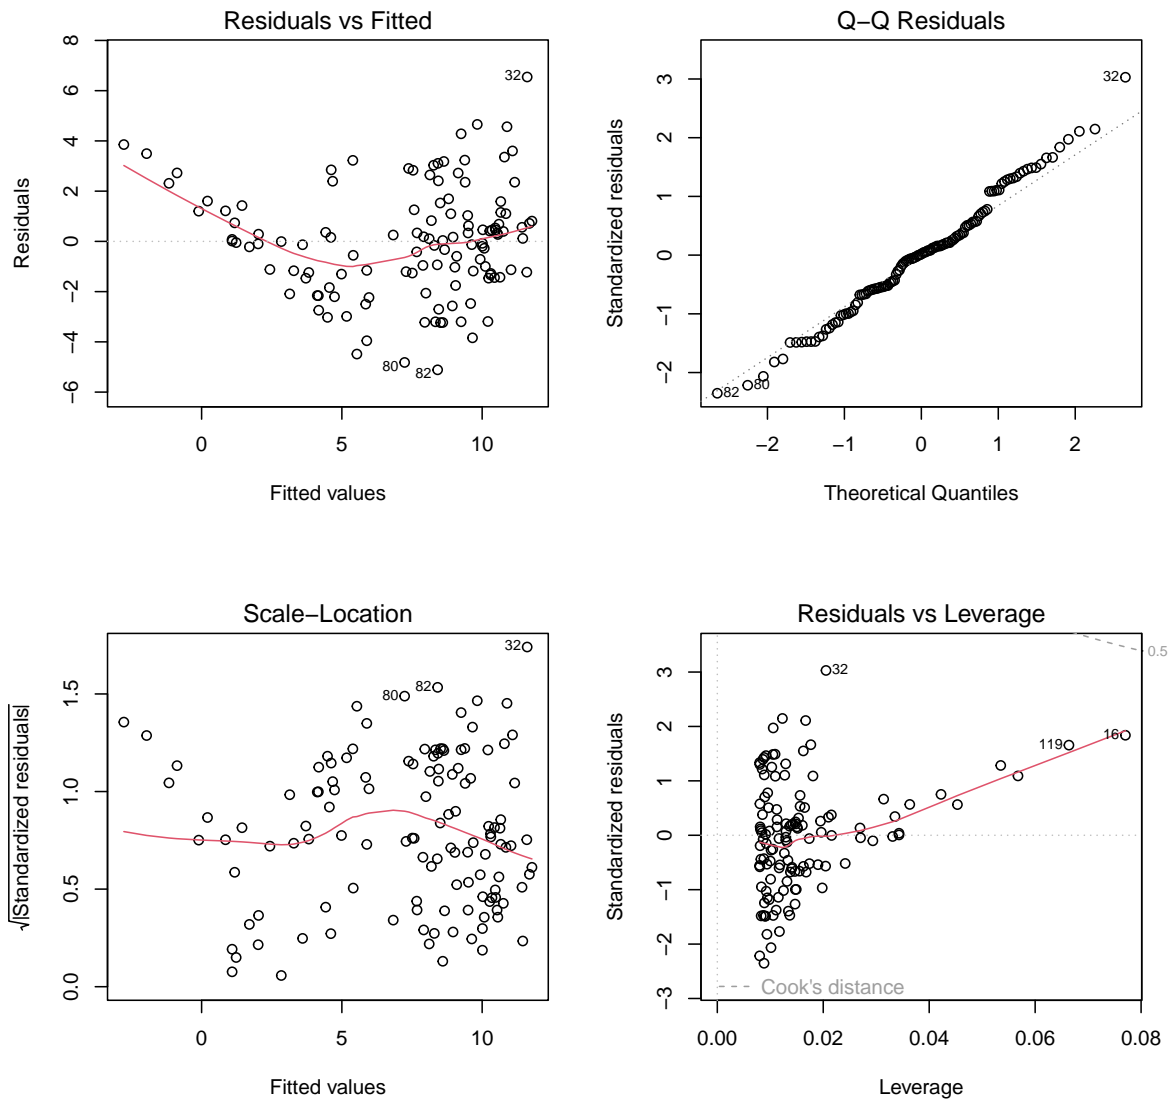 Residuals vs Fitted
8
6
4
2
0
−2
−4
−6
Residuals
32
80
82
0 5 10
Fitted values
Q−Q Residuals
3
2
1
0
−1
−2
Standardized residuals
32
82
80
−2 −1 0 1 2
Theoretical Quantiles
Scale−Location
1.5
1.0
0.5
0.0
√|Standardized residuals|
32
82
80
0 5 10
Fitted values
Residuals vs Leverage
3
2
1
0
−1
−2
−3
Standardized residuals
0.5
32
16
119
Cook's distance
0.00 0.02 0.04 0.06 0.08
Leverage